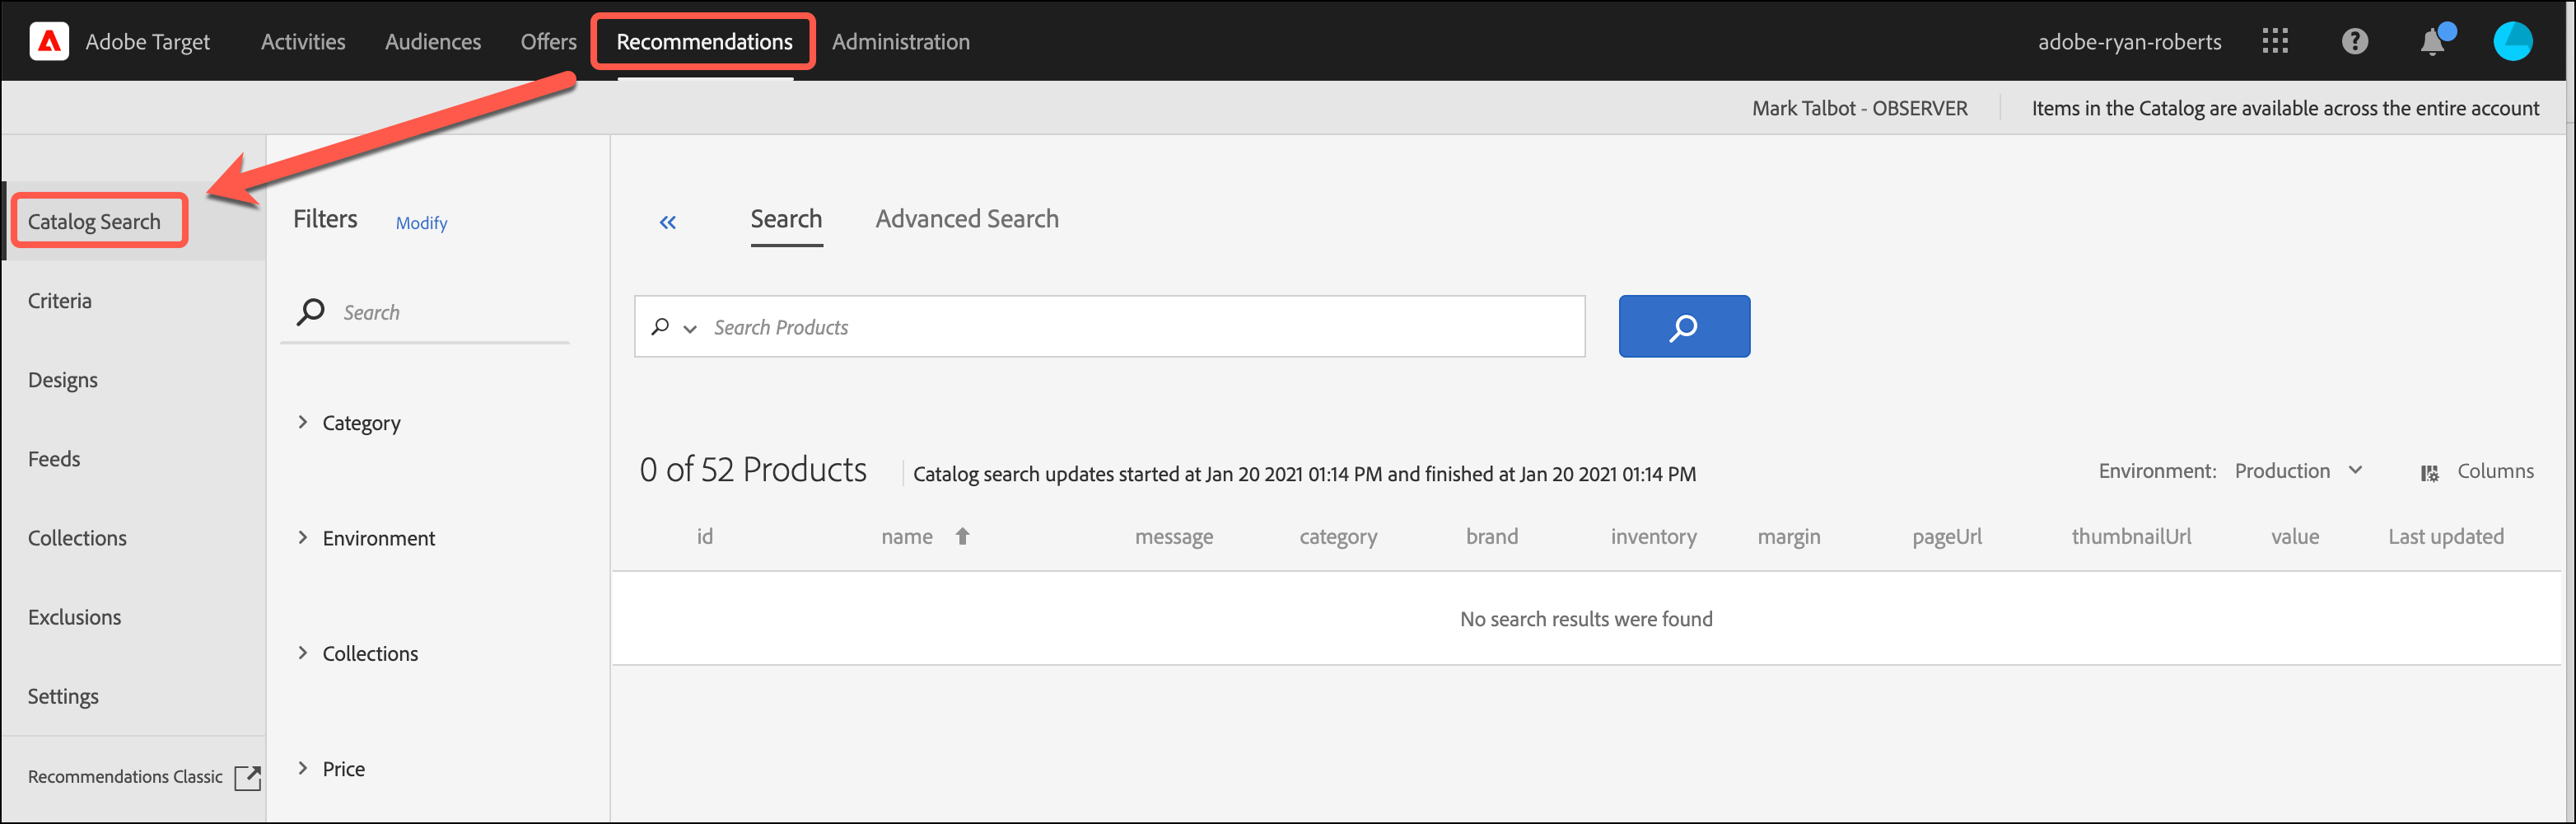 Adobe Target Activities Audiences Offers Recommendations Administration adobe-ryan-roberts
Mark Talbot - OBSERVER Items in the Catalog are available across the entire account
Catalog Search
Criteria
Designs
Feeds
Collections
Exclusions
Settings
Recommendations Classic
Filters Modify
Search
Category
Environment
Collections
Price
Search Advanced Search
Search Products
0 of 52 Products Catalog search updates started at Jan 20 2021 01:14 PM and finished at Jan 20 2021 01:14 PM Environment: Production Columns
id name message category brand inventory margin pageUrl thumbnailUrl value Last updated
No search results were found